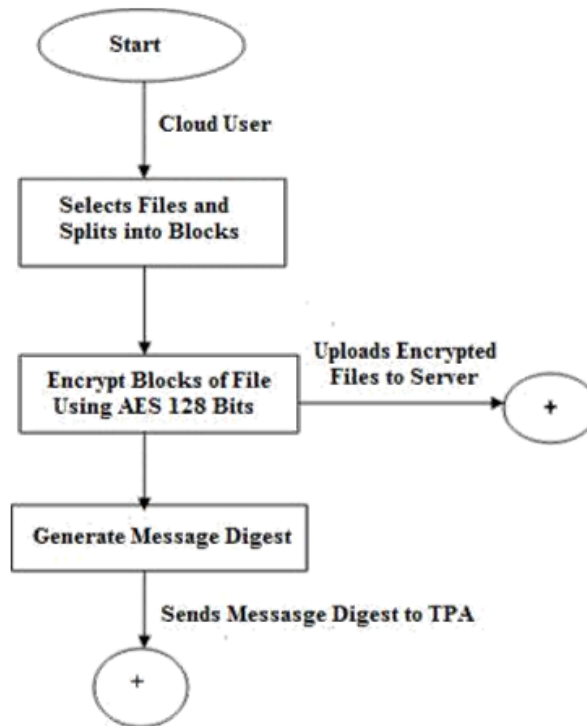 Start
Cloud User
Selects Files and
Splits into Blocks
Encrypt Blocks of File
Using AES 128 Bits
Uploads Encrypted
Files to Server
+
Generate Message Digest
Sends Messasge Digest to TPA
+